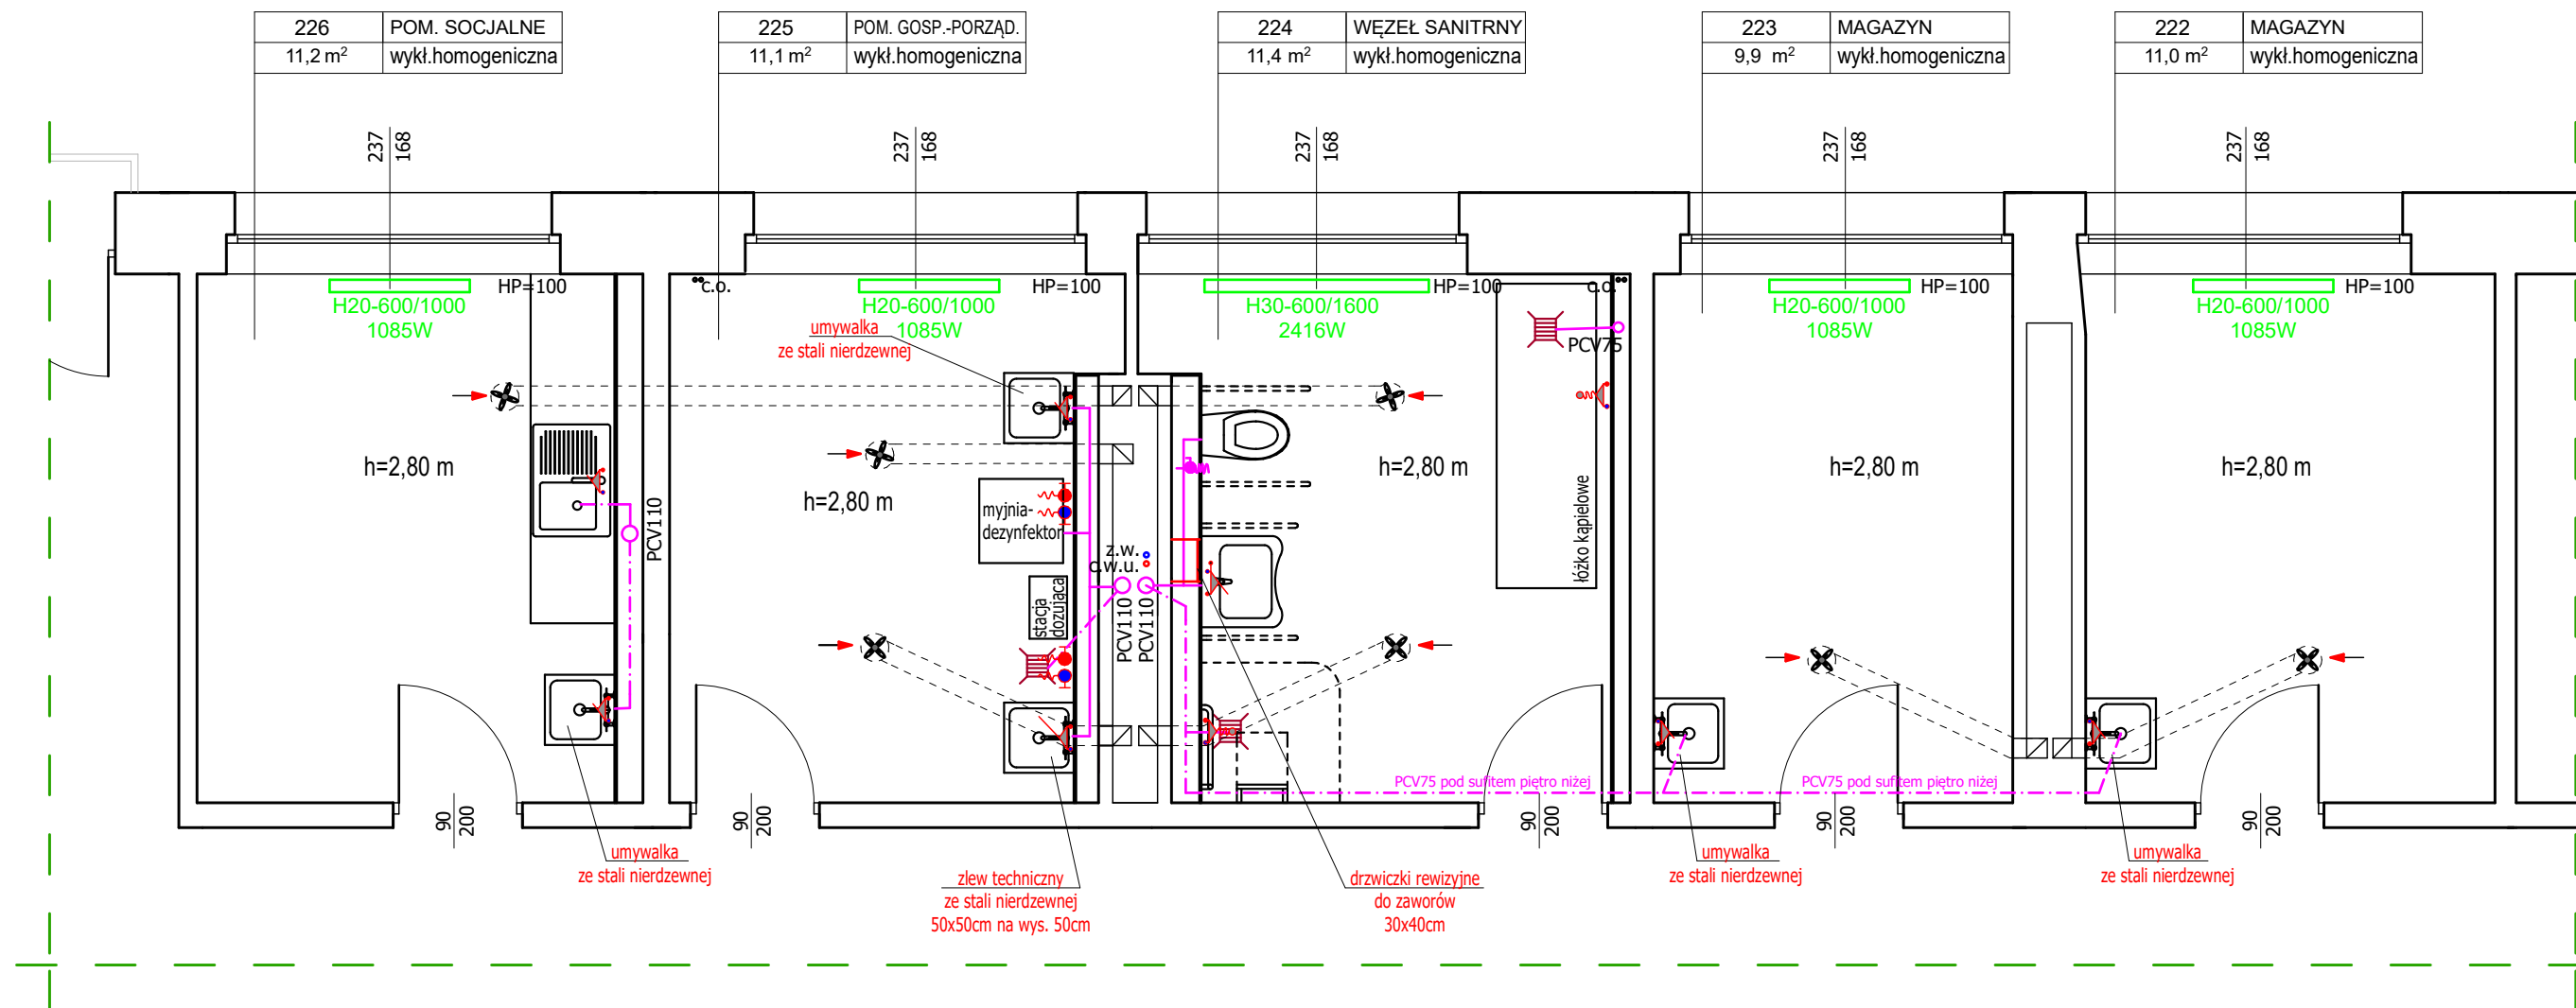 226 POM. SOCJALNE
11,2 m² wykł.homogeniczna
225 POM. GOSP.-PORZĄD.
11,1 m² wykł.homogeniczna
224 WĘZEŁ SANITRNY
11,4 m² wykł.homogeniczna
223 MAGAZYN
9,9 m² wykł.homogeniczna
222 MAGAZYN
11,0 m² wykł.homogeniczna
237
168
237
168
237
168
237
168
237
168
HP=100
H20-600/1000
1085W
c.o.
HP=100
H20-600/1000
1085W
HP=100
H30-600/1600
2416W
c.o.
HP=100
H20-600/1000
1085W
HP=100
H20-600/1000
1085W
umywalka
ze stali nierdzewnej
PCV75
h=2,80 m
h=2,80 m
h=2,80 m
h=2,80 m
h=2,80 m
PCV110
myjnia-
dezynfektor
stacja
dozująca
z.w.
c.w.u.
PCV110
PCV110
łóżko kąpielowe
PCV75 pod sufitem piętro niżej
PCV75 pod sufitem piętro niżej
90
200
90
200
90
200
90
200
90
200
umywalka
ze stali nierdzewnej
zlew techniczny
ze stali nierdzewnej
50x50cm na wys. 50cm
drzwiczki rewizyjne
do zaworów
30x40cm
umywalka
ze stali nierdzewnej
umywalka
ze stali nierdzewnej